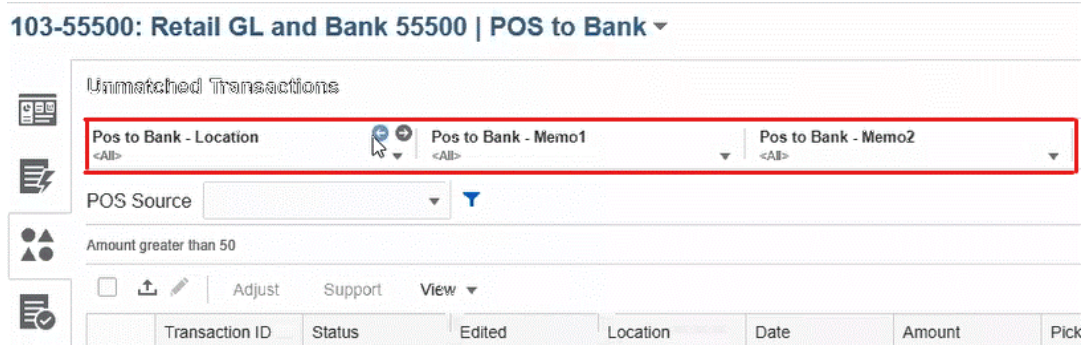 103-55500: Retail GL and Bank 55500 | POS to Bank
Unmatched Transactions
Pos to Bank - Location Pos to Bank - Memo1 Pos to Bank - Memo2
<All> <All> <All>
POS Source
Amount greater than 50
Adjust Support View
Transaction ID Status Edited Location Date Amount Pick